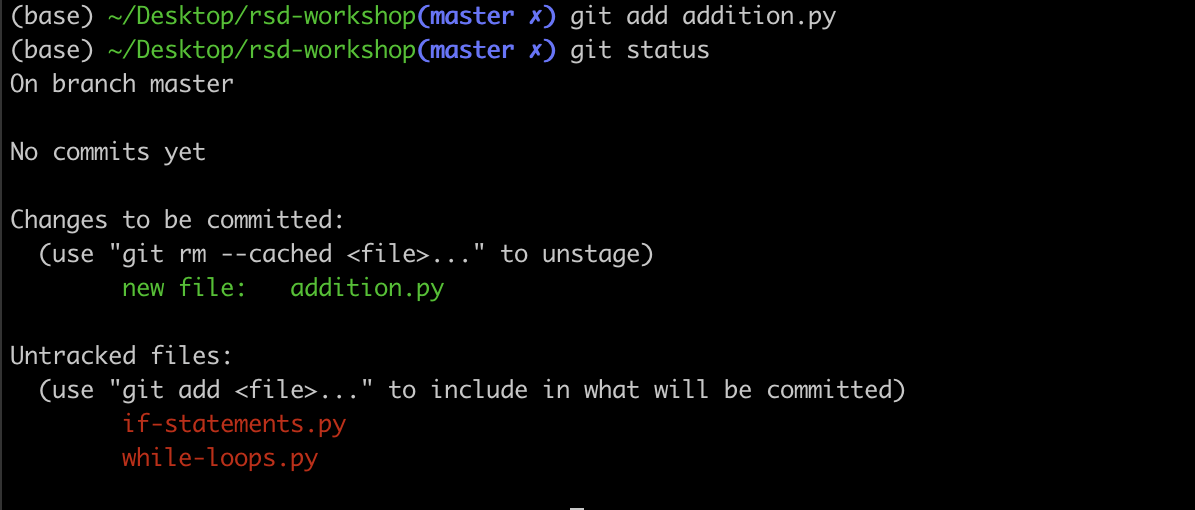 (base) ~/Desktop/rsd-workshop(master ✗) git add addition.py
(base) ~/Desktop/rsd-workshop(master ✗) git status
On branch master

No commits yet

Changes to be committed:
  (use "git rm --cached <file>..." to unstage)
        new file:   addition.py

Untracked files:
  (use "git add <file>..." to include in what will be committed)
        if-statements.py
        while-loops.py